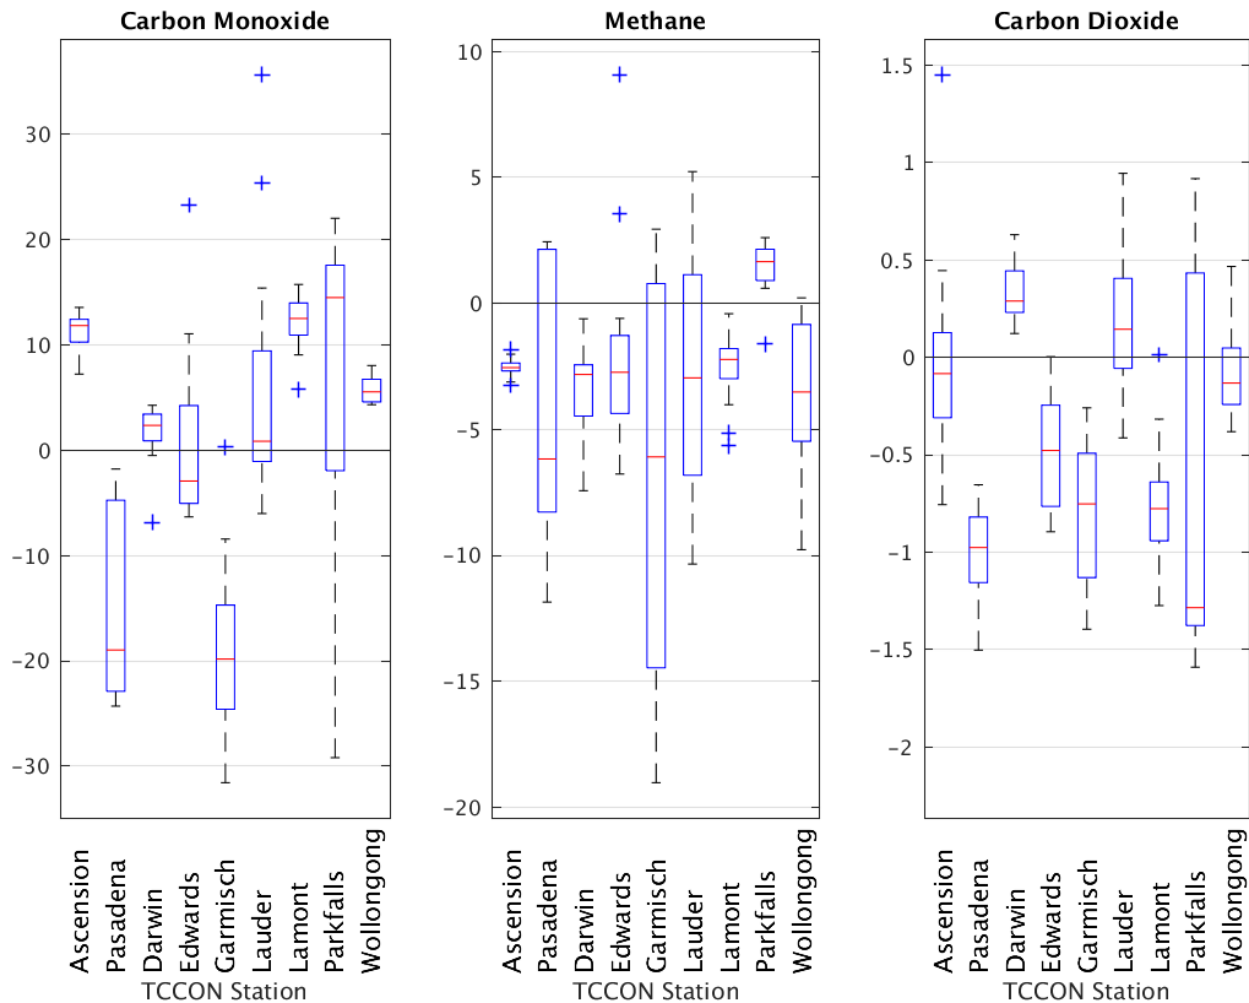 Carbon Monoxide
30
20
10
0
−10
−20
−30
Ascension
Pasadena
Darwin
Edwards
Garmisch
Lauder
Lamont
Parkfalls
Wollongong
TCCON Station
Methane
10
5
0
−5
−10
−15
−20
Ascension
Pasadena
Darwin
Edwards
Garmisch
Lauder
Lamont
Parkfalls
Wollongong
TCCON Station
Carbon Dioxide
1.5
1
0.5
0
−0.5
−1
−1.5
−2
Ascension
Pasadena
Darwin
Edwards
Garmisch
Lauder
Lamont
Parkfalls
Wollongong
TCCON Station